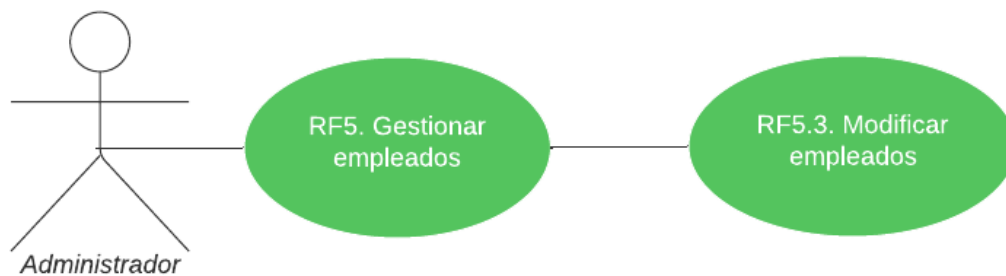 RF5. Gestionar
empleados
RF5.3. Modificar
empleados
Administrador